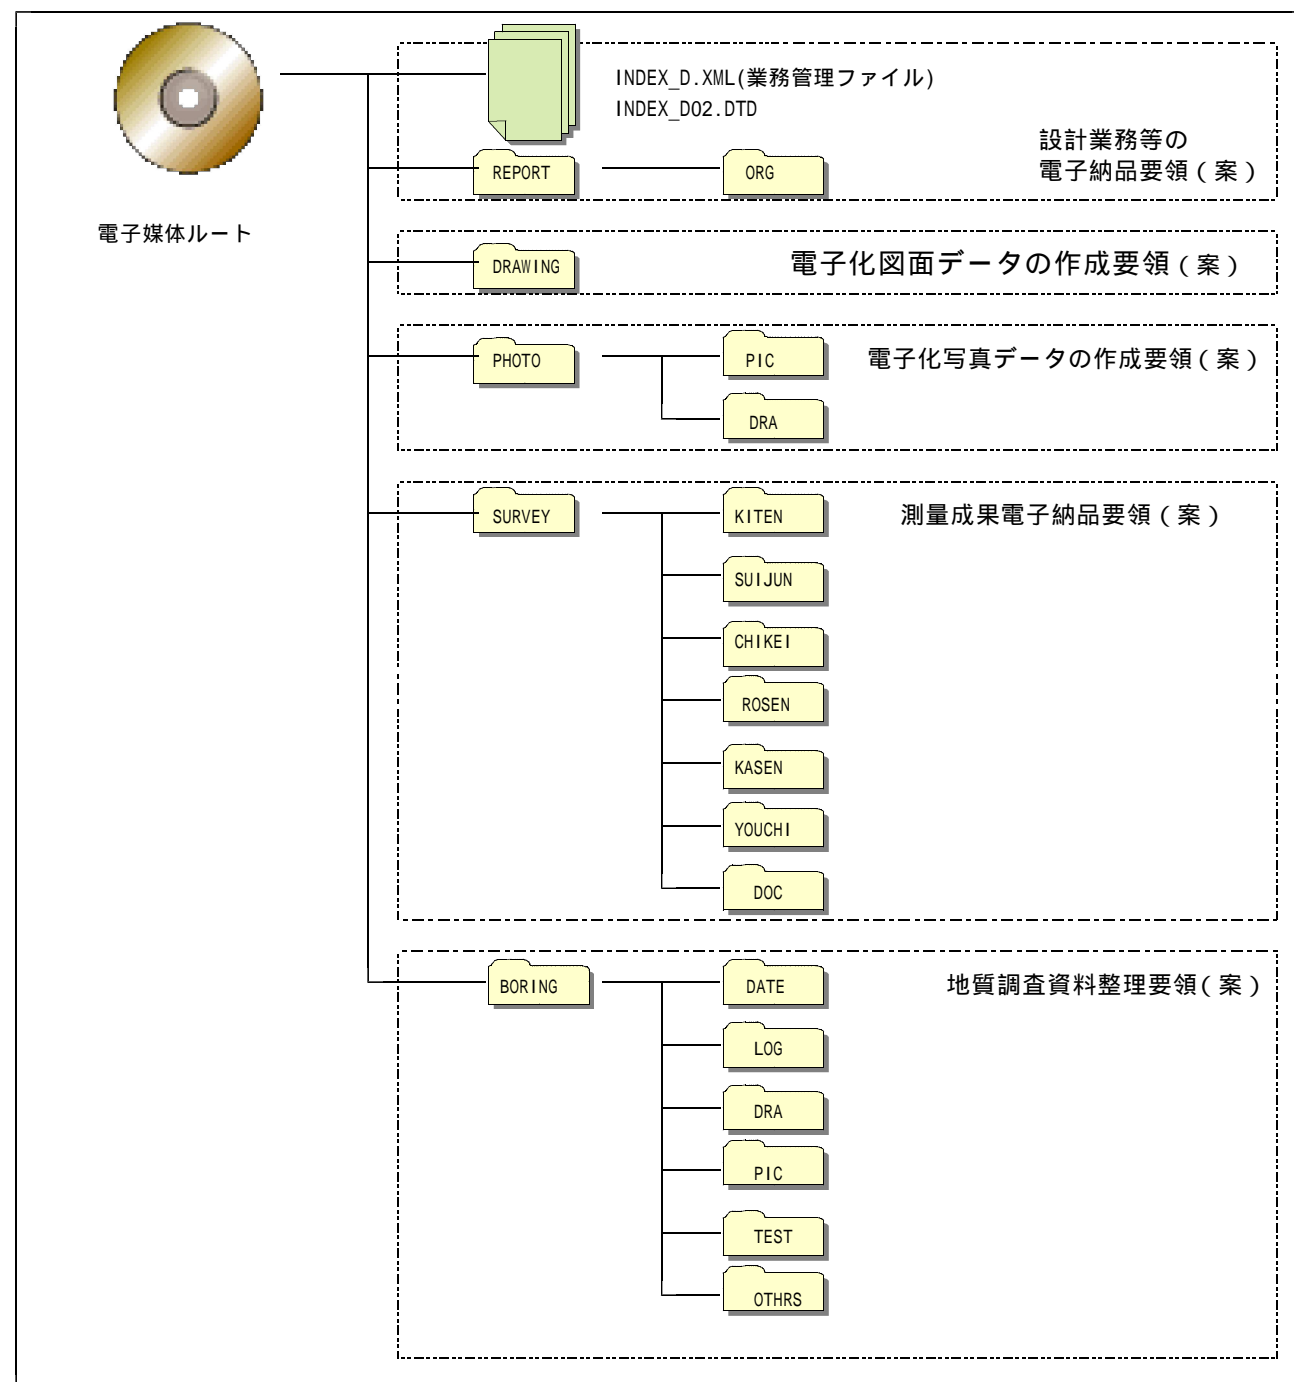 INDEX_D.XML(業務管理ファイル)
INDEX_D02.DTD
設計業務等の
電子納品要領(案)
REPORT
ORG
電子媒体ルート
DRAWING
電子化図面データの作成要領(案)
PHOTO
PIC
電子化写真データの作成要領(案)
DRA
SURVEY
KITEN
測量成果電子納品要領(案)
SUIJUN
CHIKEI
ROSEN
KASEN
YOUCHI
DOC
BORING
DATE
地質調査資料整理要領(案)
LOG
DRA
PIC
TEST
OTHRS